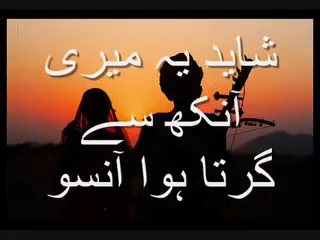 شاید یہ میری
آنکھ سے
گرتا ہوا آنسو